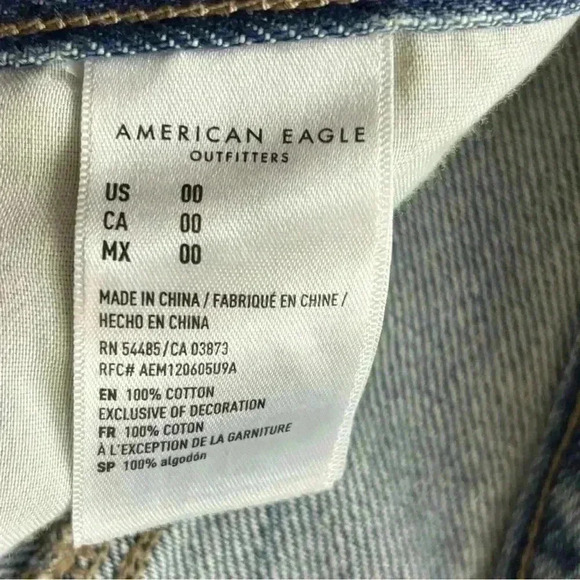 AMERICAN EAGLE
OUTFITTERS
US 00
CA 00
MX 00
MADE IN CHINA / FABRIQUÉ EN CHINE /
HECHO EN CHINA
RN 54485/CA 03873
RFC# AEM120605U9A
EN 100% COTTON
EXCLUSIVE OF DECORATION
FR 100% COTON
À L'EXCEPTION DE LA GARNITURE
SP 100% algodón